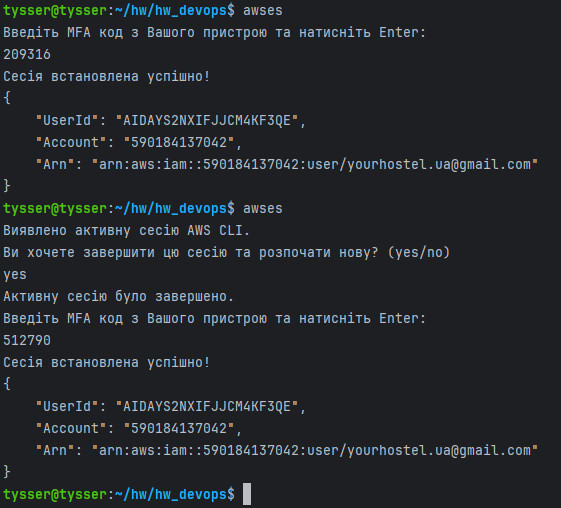 tysser@tysser:~/hw/hw_devops$ awses
Введіть MFA код з Вашого пристрою та натисніть Enter:
209316
Сесія встановлена успішно!
{
    "UserId": "AIDAYS2NXIFJJCM4KF3QE",
    "Account": "590184137042",
    "Arn": "arn:aws:iam::590184137042:user/yourhostel.ua@gmail.com"
}
tysser@tysser:~/hw/hw_devops$ awses
Виявлено активну сесію AWS CLI.
Ви хочете завершити цю сесію та розпочати нову? (yes/no)
yes
Активну сесію було завершено.
Введіть MFA код з Вашого пристрою та натисніть Enter:
512790
Сесія встановлена успішно!
{
    "UserId": "AIDAYS2NXIFJJCM4KF3QE",
    "Account": "590184137042",
    "Arn": "arn:aws:iam::590184137042:user/yourhostel.ua@gmail.com"
}
tysser@tysser:~/hw/hw_devops$